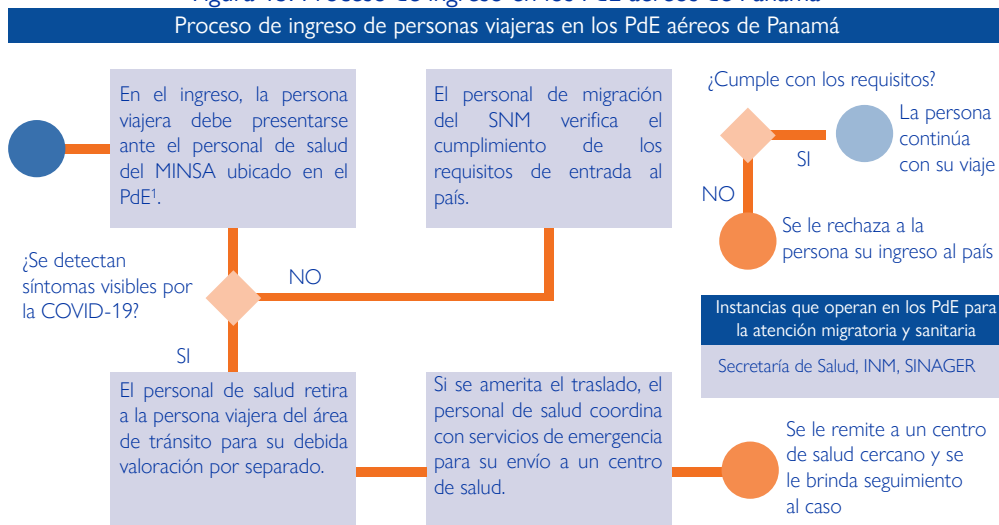 Proceso de ingreso de personas viajeras en los PdE aéreos de Panamá
En el ingreso, la persona
viajera debe presentarse
ante el personal de salud
del MINSA ubicado en el
PdE¹.
El personal de migración
del SNM verifica el
cumplimiento de los
requisitos de entrada al
país.
¿Cumple con los requisitos?
La persona
continúa
con su viaje
SI
NO
Se le rechaza a la
persona su ingreso al país
¿Se detectan
síntomas visibles por
la COVID-19?
NO
SI
Instancias que operan en los PdE para
la atención migratoria y sanitaria
Secretaría de Salud, INM, SINAGER
El personal de salud retira
a la persona viajera del área
de tránsito para su debida
valoración por separado.
Si se amerita el traslado, el
personal de salud coordina
con servicios de emergencia
para su envío a un centro
de salud.
Se le remite a un centro
de salud cercano y se
le brinda seguimiento
al caso